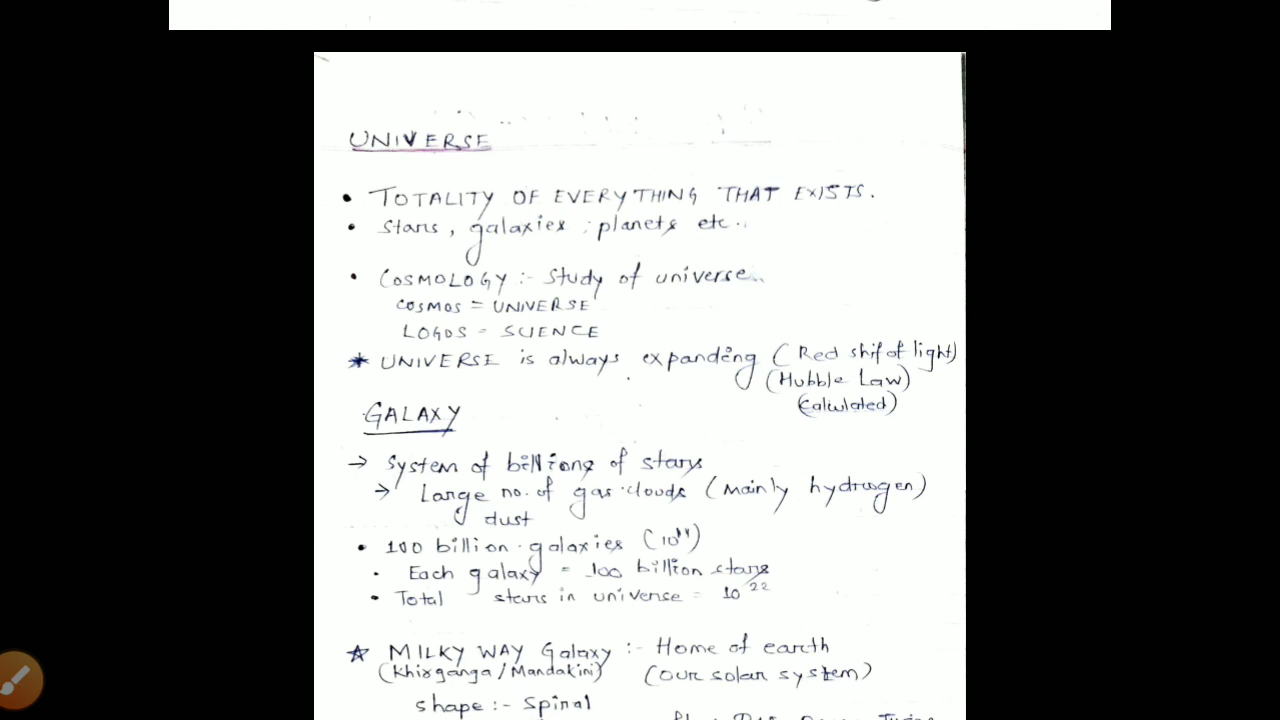 UNIVERSE
• TOTALITY OF EVERYTHING THAT EXISTS.
• Stars, galaxies, planets etc..
• COSMOLOGY :- Study of universe..
COSMOS = UNIVERSE
LOGOS = SCIENCE
★ UNIVERSE is always expanding (Red shif of light)
(Hubble Law)
(Calculated)
GALAXY
→ System of billions of stars
→ Large no. of gas clouds (mainly hydrogen)
dust
• 100 billion galaxies (10¹¹)
• Each galaxy = 100 billion stars
• Total stars in universe = 10²²
☆ MILKY WAY Galaxy :- Home of earth
(Khirganga/Mandakini) (our solar system)
shape :- Spiral